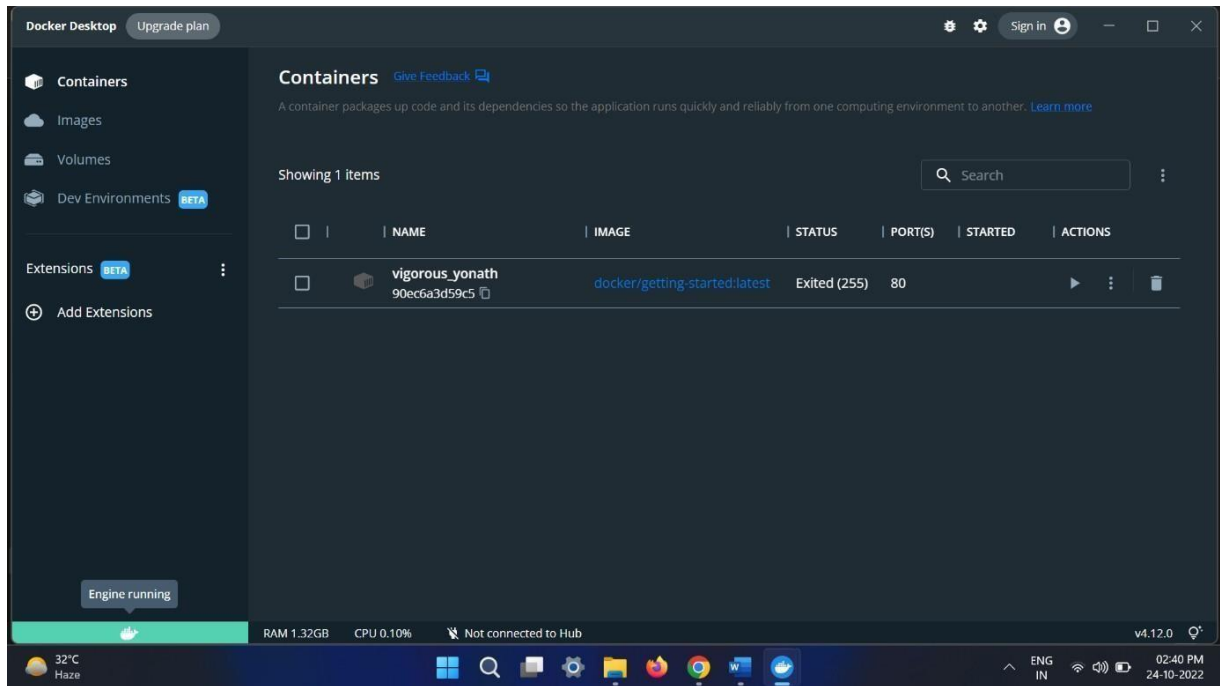 Docker Desktop Upgrade plan Sign in
Containers
Images
Volumes
Dev Environments BETA
Extensions BETA
Add Extensions
Containers Give Feedback
A container packages up code and its dependencies so the application runs quickly and reliably from one computing environment to another. Learn more
Showing 1 items Search
NAME IMAGE STATUS PORT(S) STARTED ACTIONS
vigorous_yonath docker/getting-started:latest Exited (255) 80
90ec6a3d59c5
Engine running
RAM 1.32GB CPU 0.10% Not connected to Hub v4.12.0
32°C ENG 02:40 PM
Haze IN 24-10-2022